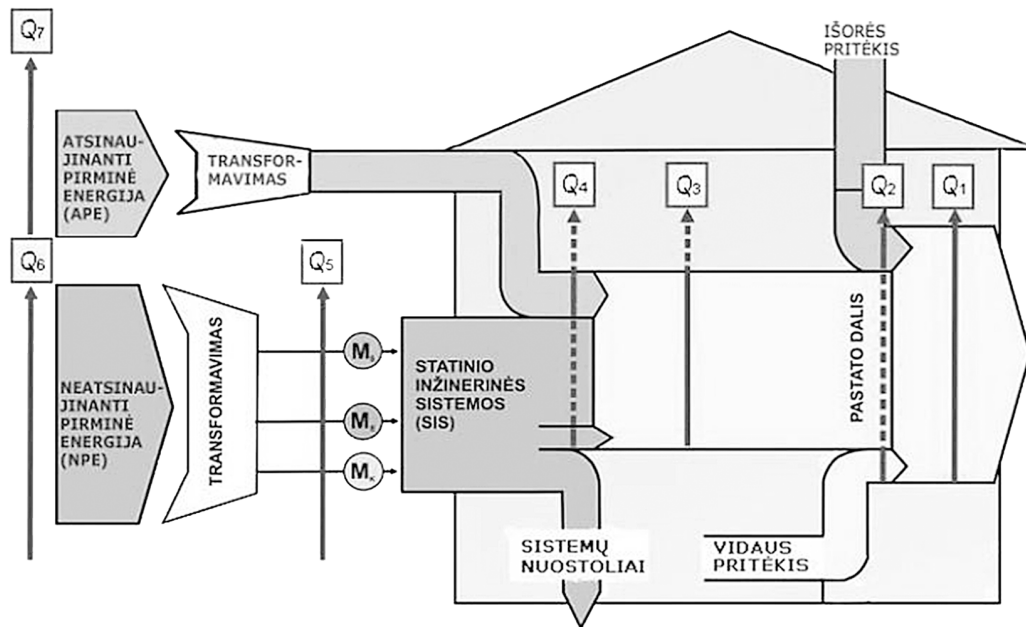 Q7
IŠORĖS
PRITĖKIS
ATSINAU-
JINANTI
PIRMINĖ
ENERGIJA
(APE)
TRANSFOR-
MAVIMAS
Q4
Q3
Q2
Q1
Q6
Q5
NEATSINAU-
JINANTI
PIRMINĖ
ENERGIJA
(NPE)
TRANSFORMAVIMAS
M
M
MK
STATINIO
INŽINERINĖS
SISTEMOS
(SIS)
PASTATO DALIS
SISTEMŲ
NUOSTOLIAI
VIDAUS
PRITĖKIS